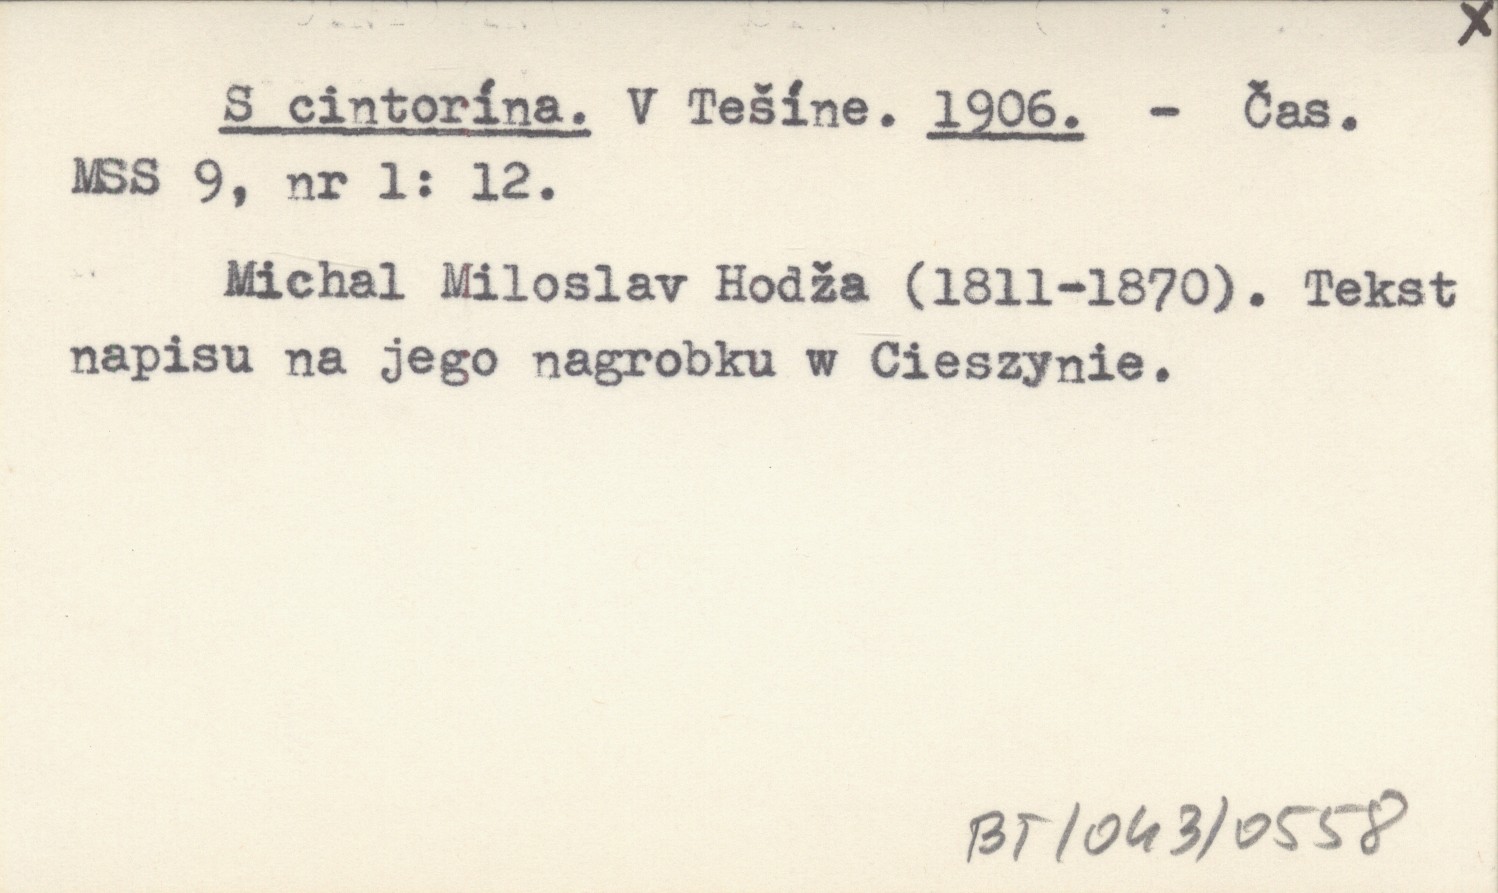 X
S cintorína. V Tešíne. 1906. - Čas.
MSS 9, nr 1: 12.
Michal Miloslav Hodža (1811-1870). Tekst
napisu na jego nagrobku w Cieszynie.
BT/043/0558